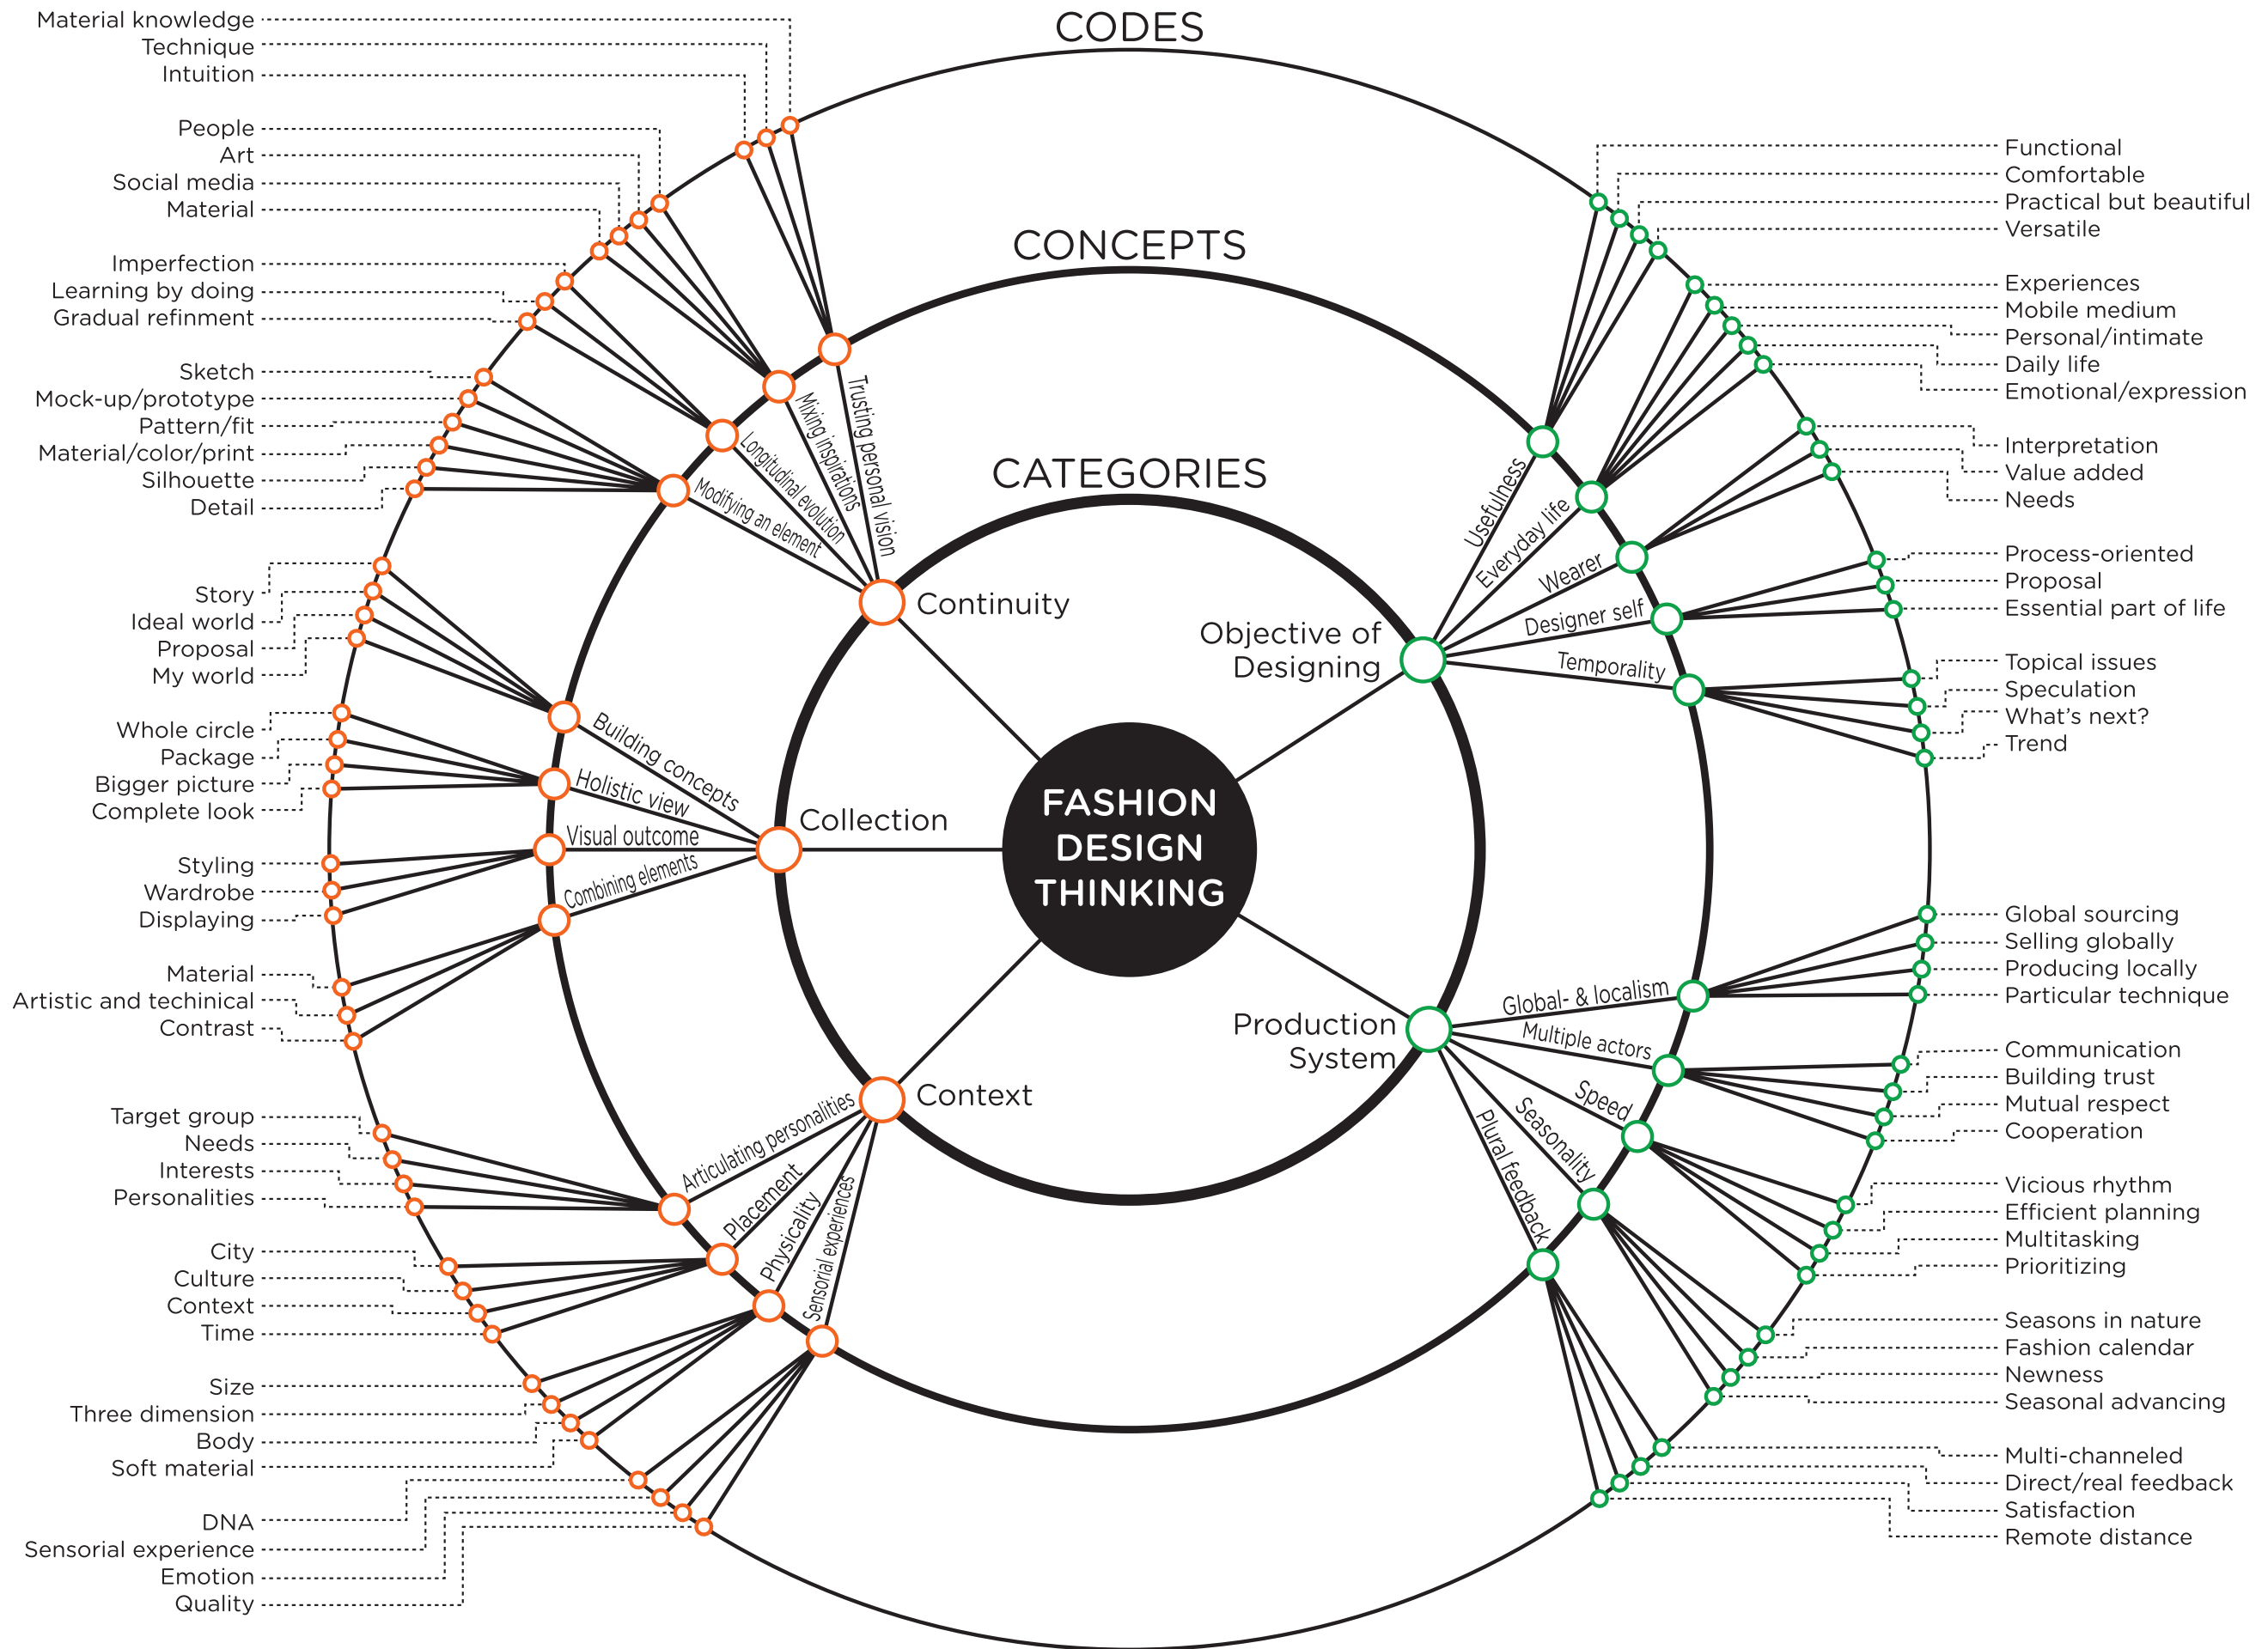 CODES
CONCEPTS
CATEGORIES
FASHION
DESIGN
THINKING
Continuity
Trusting personal vision
Material knowledge
Technique
Intuition
Mixing inspirations
People
Art
Social media
Material
Longitudinal evolution
Imperfection
Learning by doing
Gradual refinment
Modifying an element
Sketch
Mock-up/prototype
Pattern/fit
Material/color/print
Silhouette
Detail
Collection
Building concepts
Story
Ideal world
Proposal
My world
Holistic view
Whole circle
Package
Bigger picture
Complete look
Visual outcome
Styling
Wardrobe
Displaying
Combining elements
Material
Artistic and techinical
Contrast
Context
Articulating personalities
Target group
Needs
Interests
Personalities
Placement
City
Culture
Context
Time
Physicality
Size
Three dimension
Body
Soft material
Sensorial experiences
DNA
Sensorial experience
Emotion
Quality
Objective of
Designing
Usefulness
Functional
Comfortable
Practical but beautiful
Versatile
Everyday life
Experiences
Mobile medium
Personal/intimate
Daily life
Emotional/expression
Wearer
Interpretation
Value added
Needs
Designer self
Process-oriented
Proposal
Essential part of life
Temporality
Topical issues
Speculation
What's next?
Trend
Production
System
Global- & localism
Global sourcing
Selling globally
Producing locally
Particular technique
Multiple actors
Communication
Building trust
Mutual respect
Cooperation
Speed
Vicious rhythm
Efficient planning
Multitasking
Prioritizing
Seasonality
Seasons in nature
Fashion calendar
Newness
Seasonal advancing
Plural feedback
Multi-channeled
Direct/real feedback
Satisfaction
Remote distance